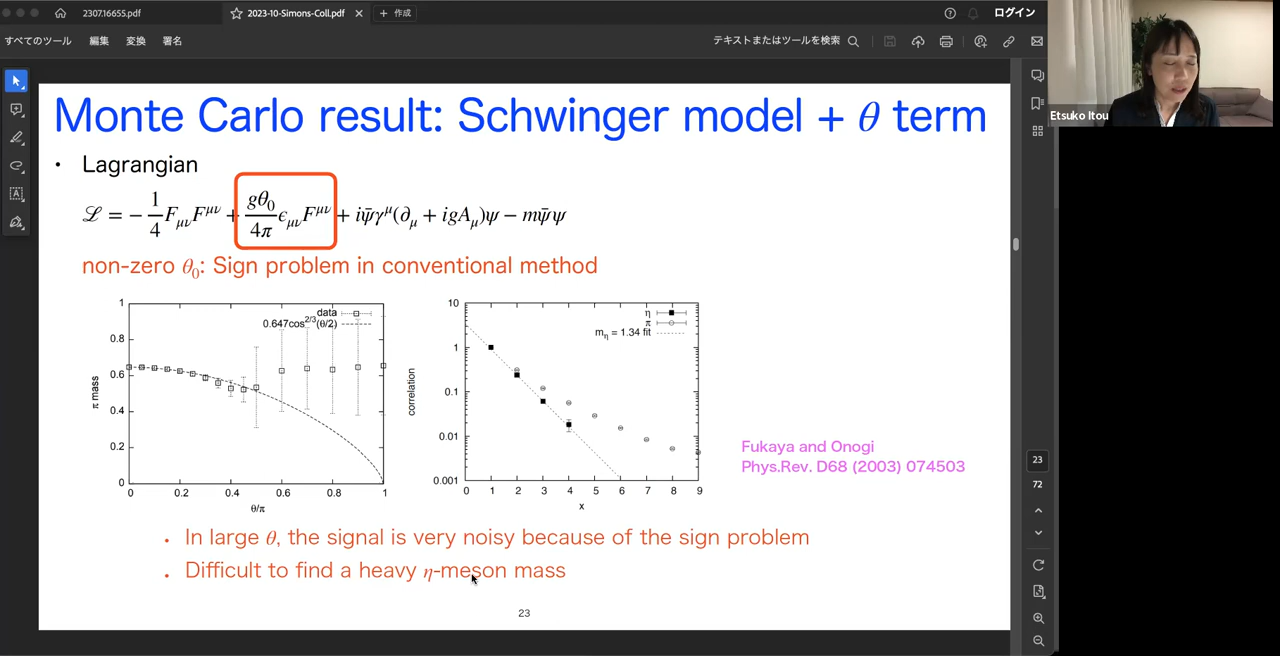 2307.16655.pdf
2023-10-Simons-Coll.pdf
作成
ログイン
すべてのツール
編集
変換
署名
テキストまたはツールを検索
Etsuko Itou
Monte Carlo result: Schwinger model + θ term
• Lagrangian
ℒ = − 1/4 F_μν F^μν + gθ₀/4π ϵ_μν F^μν + iψ̄γ^μ(∂_μ + igA_μ)ψ − mψ̄ψ
non-zero θ₀: Sign problem in conventional method
data
0.647cos^2/3(θ/2)
1
0.8
0.6
0.4
0.2
0
π mass
0 0.2 0.4 0.6 0.8 1
θ/π
η
π
m_η = 1.34 fit
10
1
0.1
0.01
0.001
correlation
0 1 2 3 4 5 6 7 8 9
x
Fukaya and Onogi
Phys.Rev. D68 (2003) 074503
• In large θ, the signal is very noisy because of the sign problem
• Difficult to find a heavy η-meson mass
23
23
72